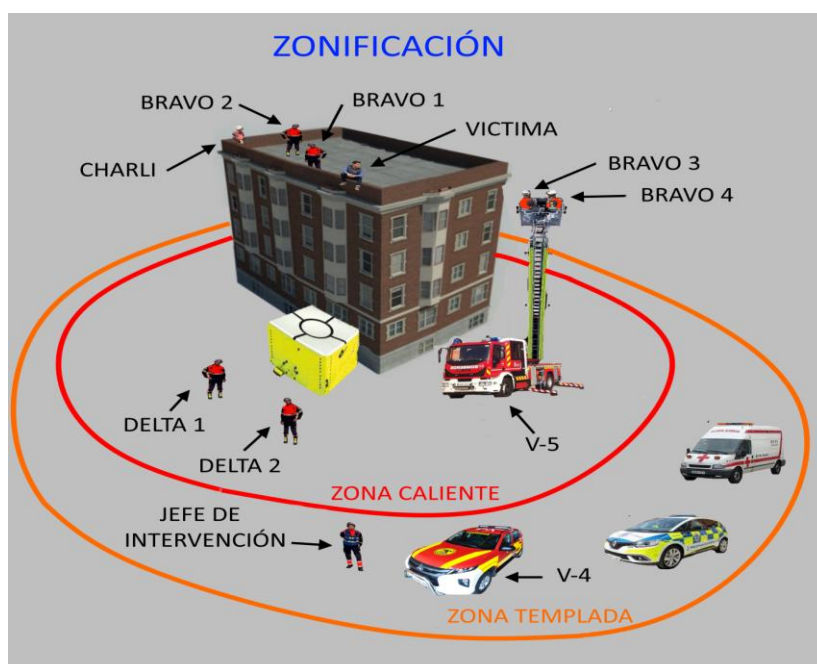 ZONIFICACIÓN
BRAVO 2
BRAVO 1
VICTIMA
CHARLI
BRAVO 3
BRAVO 4
DELTA 1
DELTA 2
V-5
ZONA CALIENTE
JEFE DE
INTERVENCIÓN
V-4
ZONA TEMPLADA